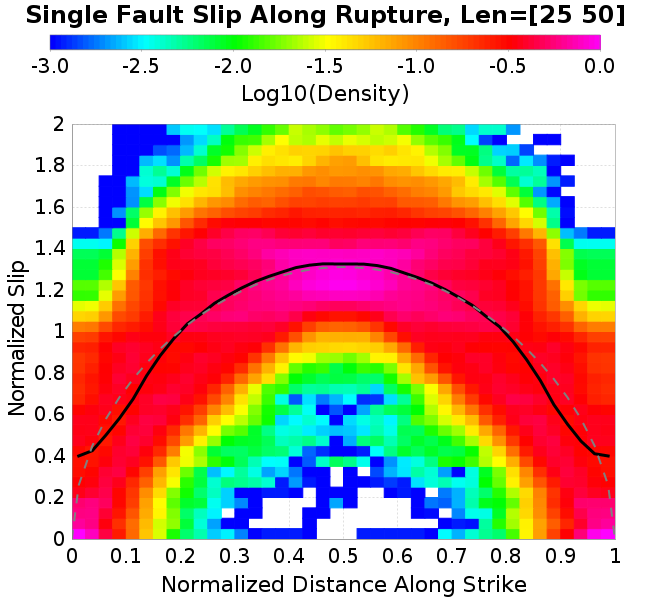 Single Fault Slip Along Rupture, Len=[25 50]
-3.0 -2.5 -2.0 -1.5 -1.0 -0.5 0.0
Log10(Density)
2
1.8
1.6
1.4
1.2
1
0.8
0.6
0.4
0.2
0
Normalized Slip
0 0.1 0.2 0.3 0.4 0.5 0.6 0.7 0.8 0.9 1
Normalized Distance Along Strike